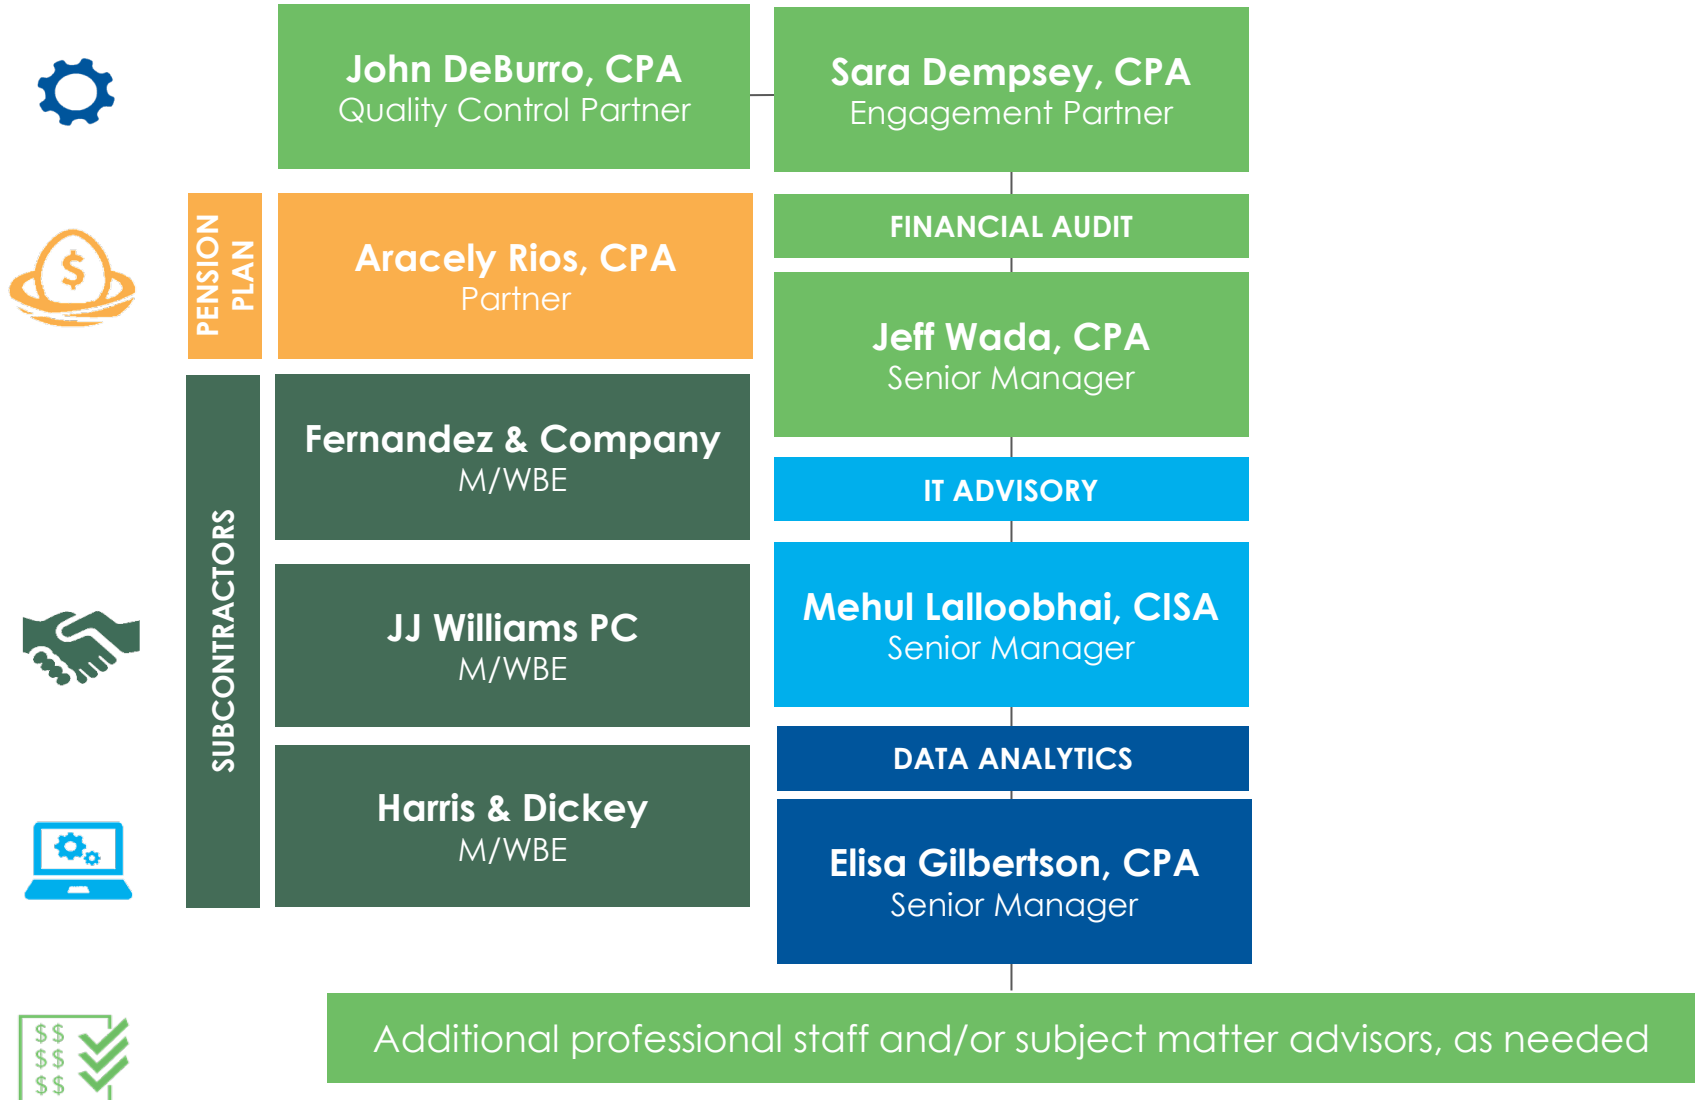 John DeBurro, CPA
Quality Control Partner
Sara Dempsey, CPA
Engagement Partner
PENSION
PLAN
Aracely Rios, CPA
Partner
FINANCIAL AUDIT
Jeff Wada, CPA
Senior Manager
SUBCONTRACTORS
Fernandez & Company
M/WBE
IT ADVISORY
JJ Williams PC
M/WBE
Mehul Lalloobhai, CISA
Senior Manager
DATA ANALYTICS
Harris & Dickey
M/WBE
Elisa Gilbertson, CPA
Senior Manager
Additional professional staff and/or subject matter advisors, as needed
$
$$
$$
$$